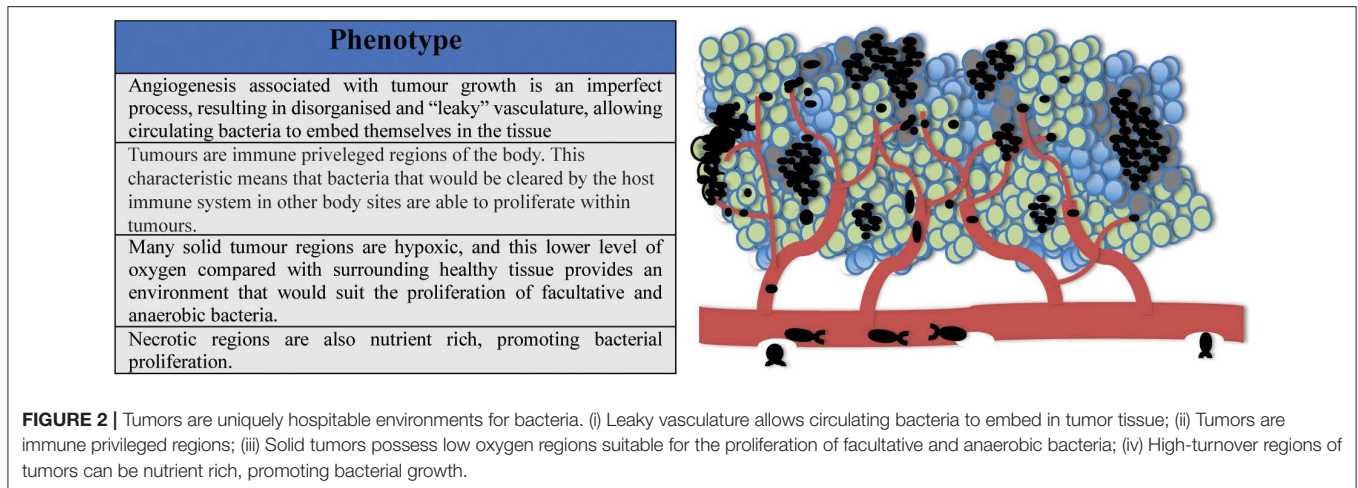 Phenotype
Angiogenesis associated with tumour growth is an imperfect
process, resulting in disorganised and “leaky” vasculature, allowing
circulating bacteria to embed themselves in the tissue
Tumours are immune priveleged regions of the body. This
characteristic means that bacteria that would be cleared by the host
immune system in other body sites are able to proliferate within
tumours.
Many solid tumour regions are hypoxic, and this lower level of
oxygen compared with surrounding healthy tissue provides an
environment that would suit the proliferation of facultative and
anaerobic bacteria.
Necrotic regions are also nutrient rich, promoting bacterial
proliferation.
FIGURE 2 | Tumors are uniquely hospitable environments for bacteria. (i) Leaky vasculature allows circulating bacteria to embed in tumor tissue; (ii) Tumors are
immune privileged regions; (iii) Solid tumors possess low oxygen regions suitable for the proliferation of facultative and anaerobic bacteria; (iv) High-turnover regions of
tumors can be nutrient rich, promoting bacterial growth.